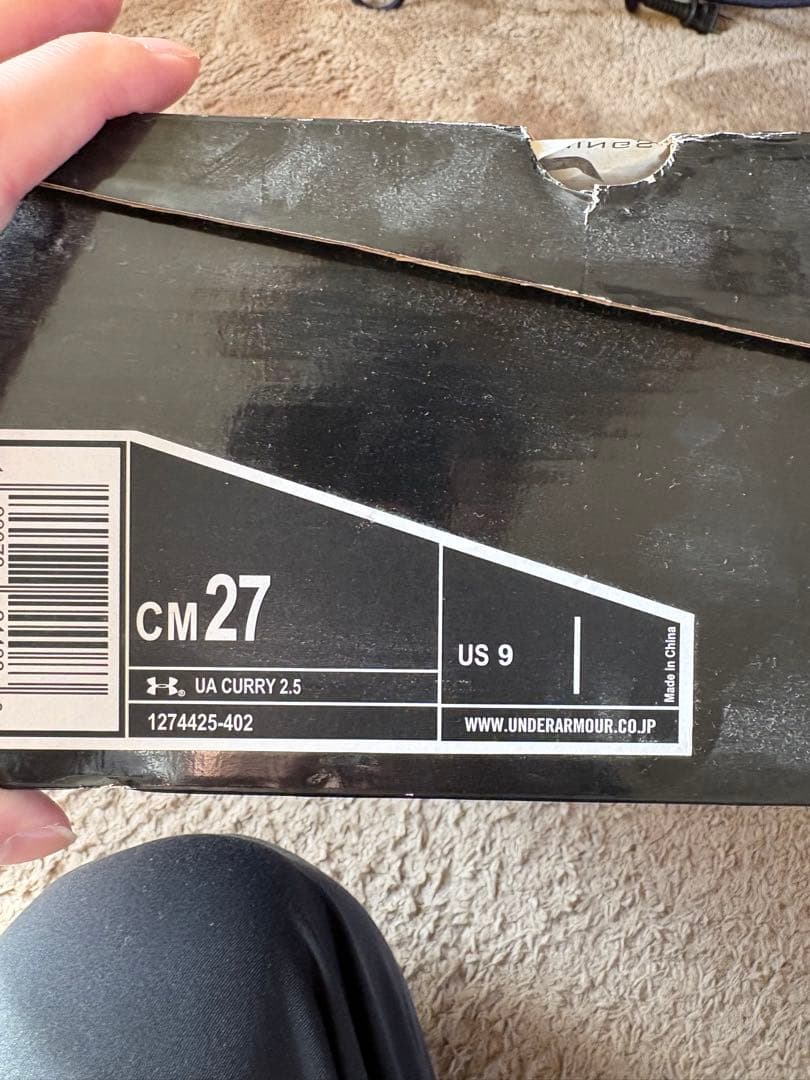 CM 27
US 9
Made In China
® UA CURRY 2.5
1274425-402
WWW.UNDERARMOUR.CO.JP